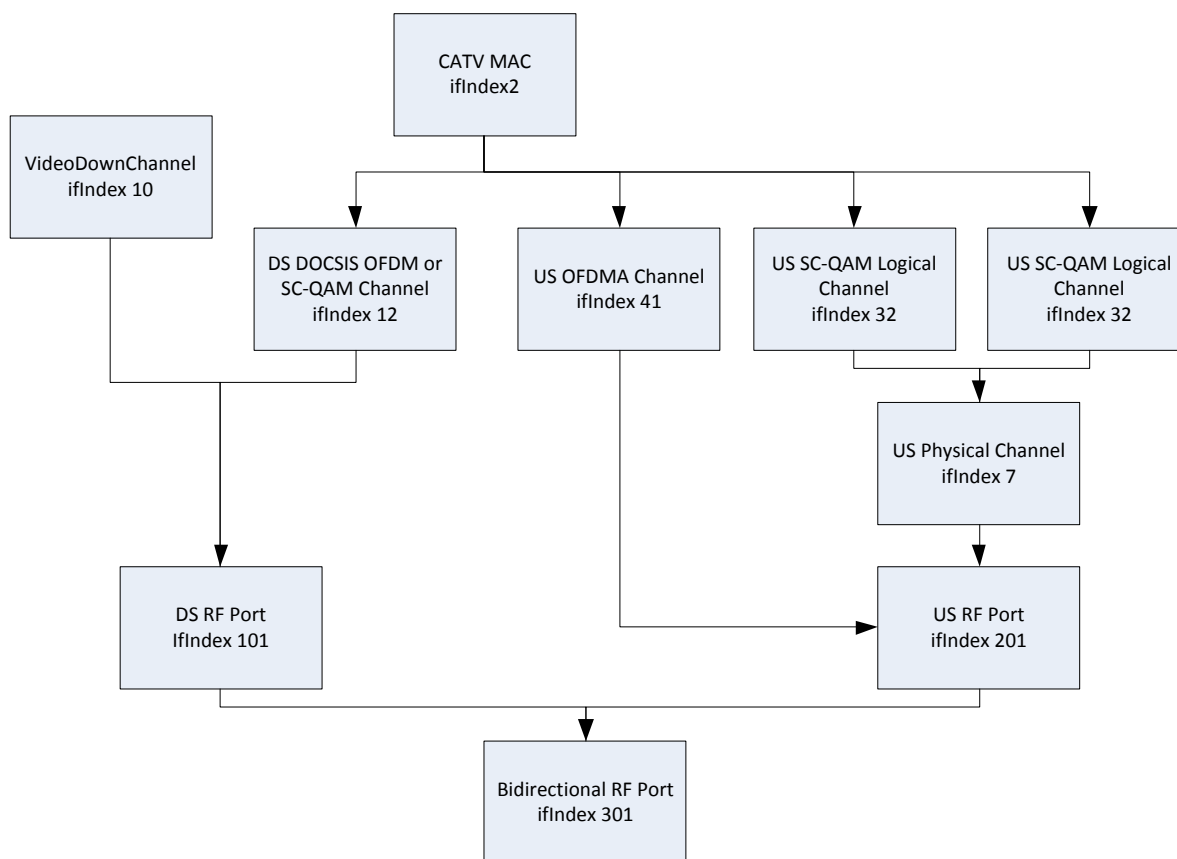 CATV MAC
ifIndex2
VideoDownChannel
ifIndex 10
DS DOCSIS OFDM or
SC-QAM Channel
ifIndex 12
US OFDMA Channel
ifIndex 41
US SC-QAM Logical
Channel
ifIndex 32
US SC-QAM Logical
Channel
ifIndex 32
US Physical Channel
ifIndex 7
DS RF Port
IfIndex 101
US RF Port
ifIndex 201
Bidirectional RF Port
ifIndex 301